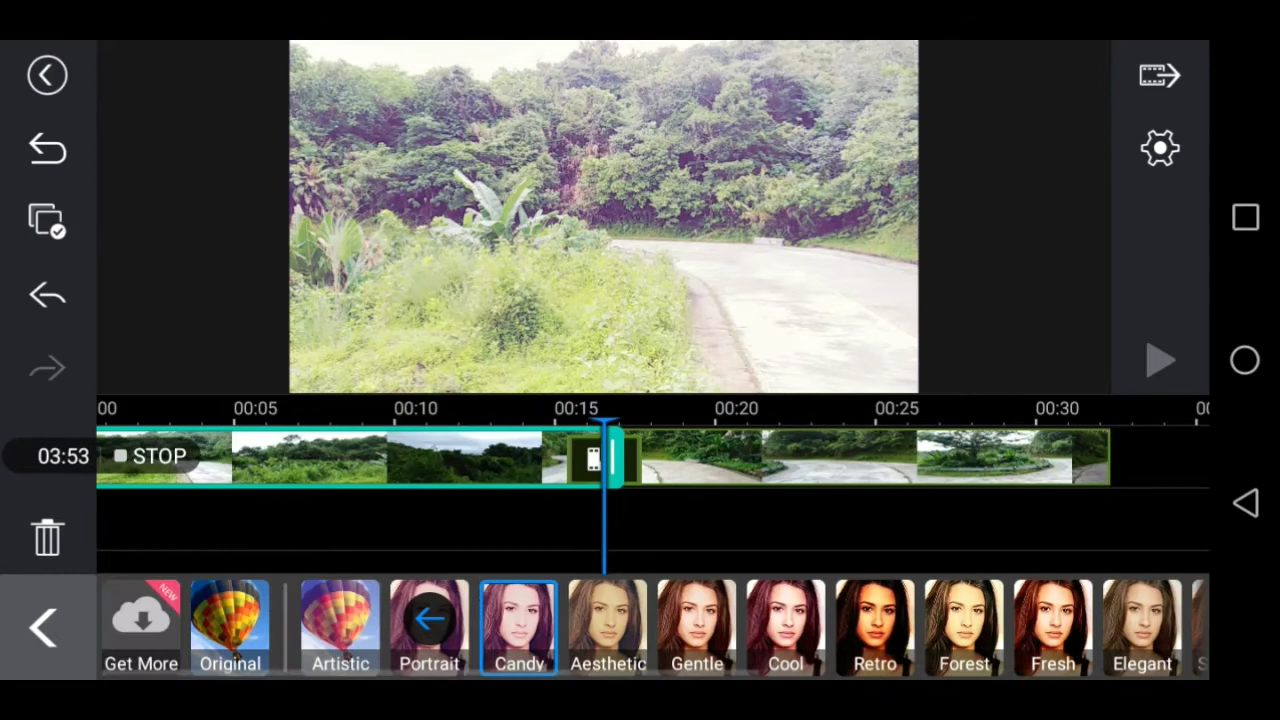 00 00:05 00:10 00:15 00:20 00:25 00:30
03:53 STOP
NEW
Get More Original Artistic Portrait Candy Aesthetic Gentle Cool Retro Forest Fresh Elegant